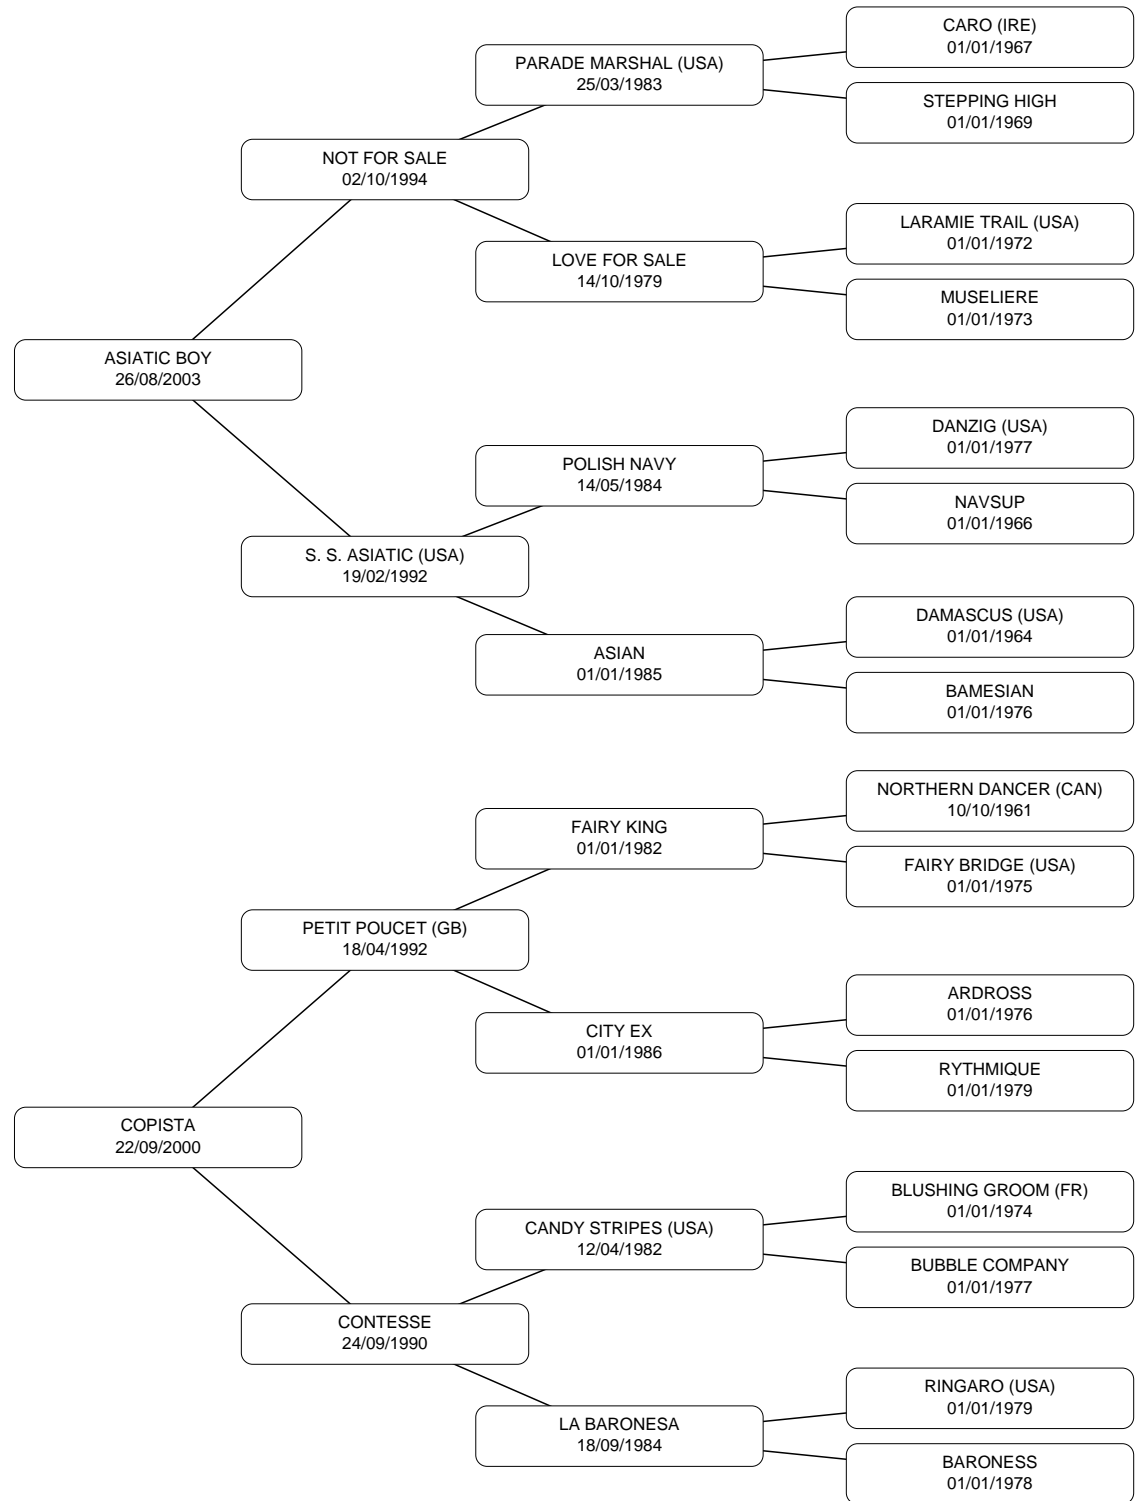 CARO (IRE)
01/01/1967
PARADE MARSHAL (USA)
25/03/1983
STEPPING HIGH
01/01/1969
NOT FOR SALE
02/10/1994
LARAMIE TRAIL (USA)
01/01/1972
LOVE FOR SALE
14/10/1979
MUSELIERE
01/01/1973
ASIATIC BOY
26/08/2003
DANZIG (USA)
01/01/1977
POLISH NAVY
14/05/1984
NAVSUP
01/01/1966
S. S. ASIATIC (USA)
19/02/1992
DAMASCUS (USA)
01/01/1964
ASIAN
01/01/1985
BAMESIAN
01/01/1976
NORTHERN DANCER (CAN)
10/10/1961
FAIRY KING
01/01/1982
FAIRY BRIDGE (USA)
01/01/1975
PETIT POUCET (GB)
18/04/1992
ARDROSS
01/01/1976
CITY EX
01/01/1986
RYTHMIQUE
01/01/1979
COPISTA
22/09/2000
BLUSHING GROOM (FR)
01/01/1974
CANDY STRIPES (USA)
12/04/1982
BUBBLE COMPANY
01/01/1977
CONTESSE
24/09/1990
RINGARO (USA)
01/01/1979
LA BARONESA
18/09/1984
BARONESS
01/01/1978